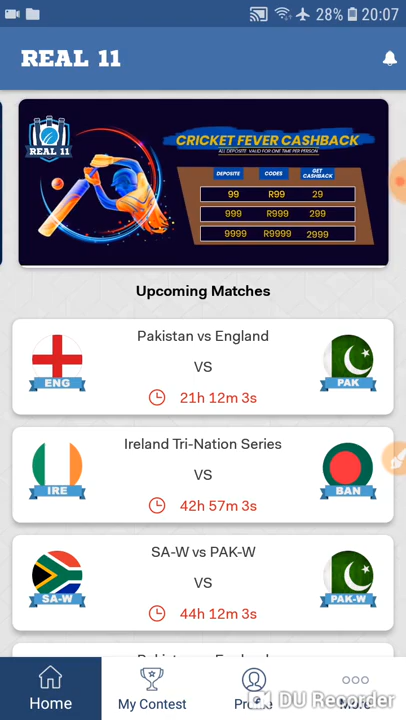 28% 20:07
REAL 11
REAL 11
CRICKET FEVER CASHBACK
ALL DEPOSITE VALID FOR ONE TIME PER PERSON
DEPOSITE CODES GET CASHBACK
99 R99 29
999 R999 299
9999 R9999 2999
Upcoming Matches
Pakistan vs England
ENG VS PAK
21h 12m 3s
Ireland Tri-Nation Series
IRE VS BAN
42h 57m 3s
SA-W vs PAK-W
SA-W VS PAK-W
44h 12m 3s
Home My Contest
DU Recorder